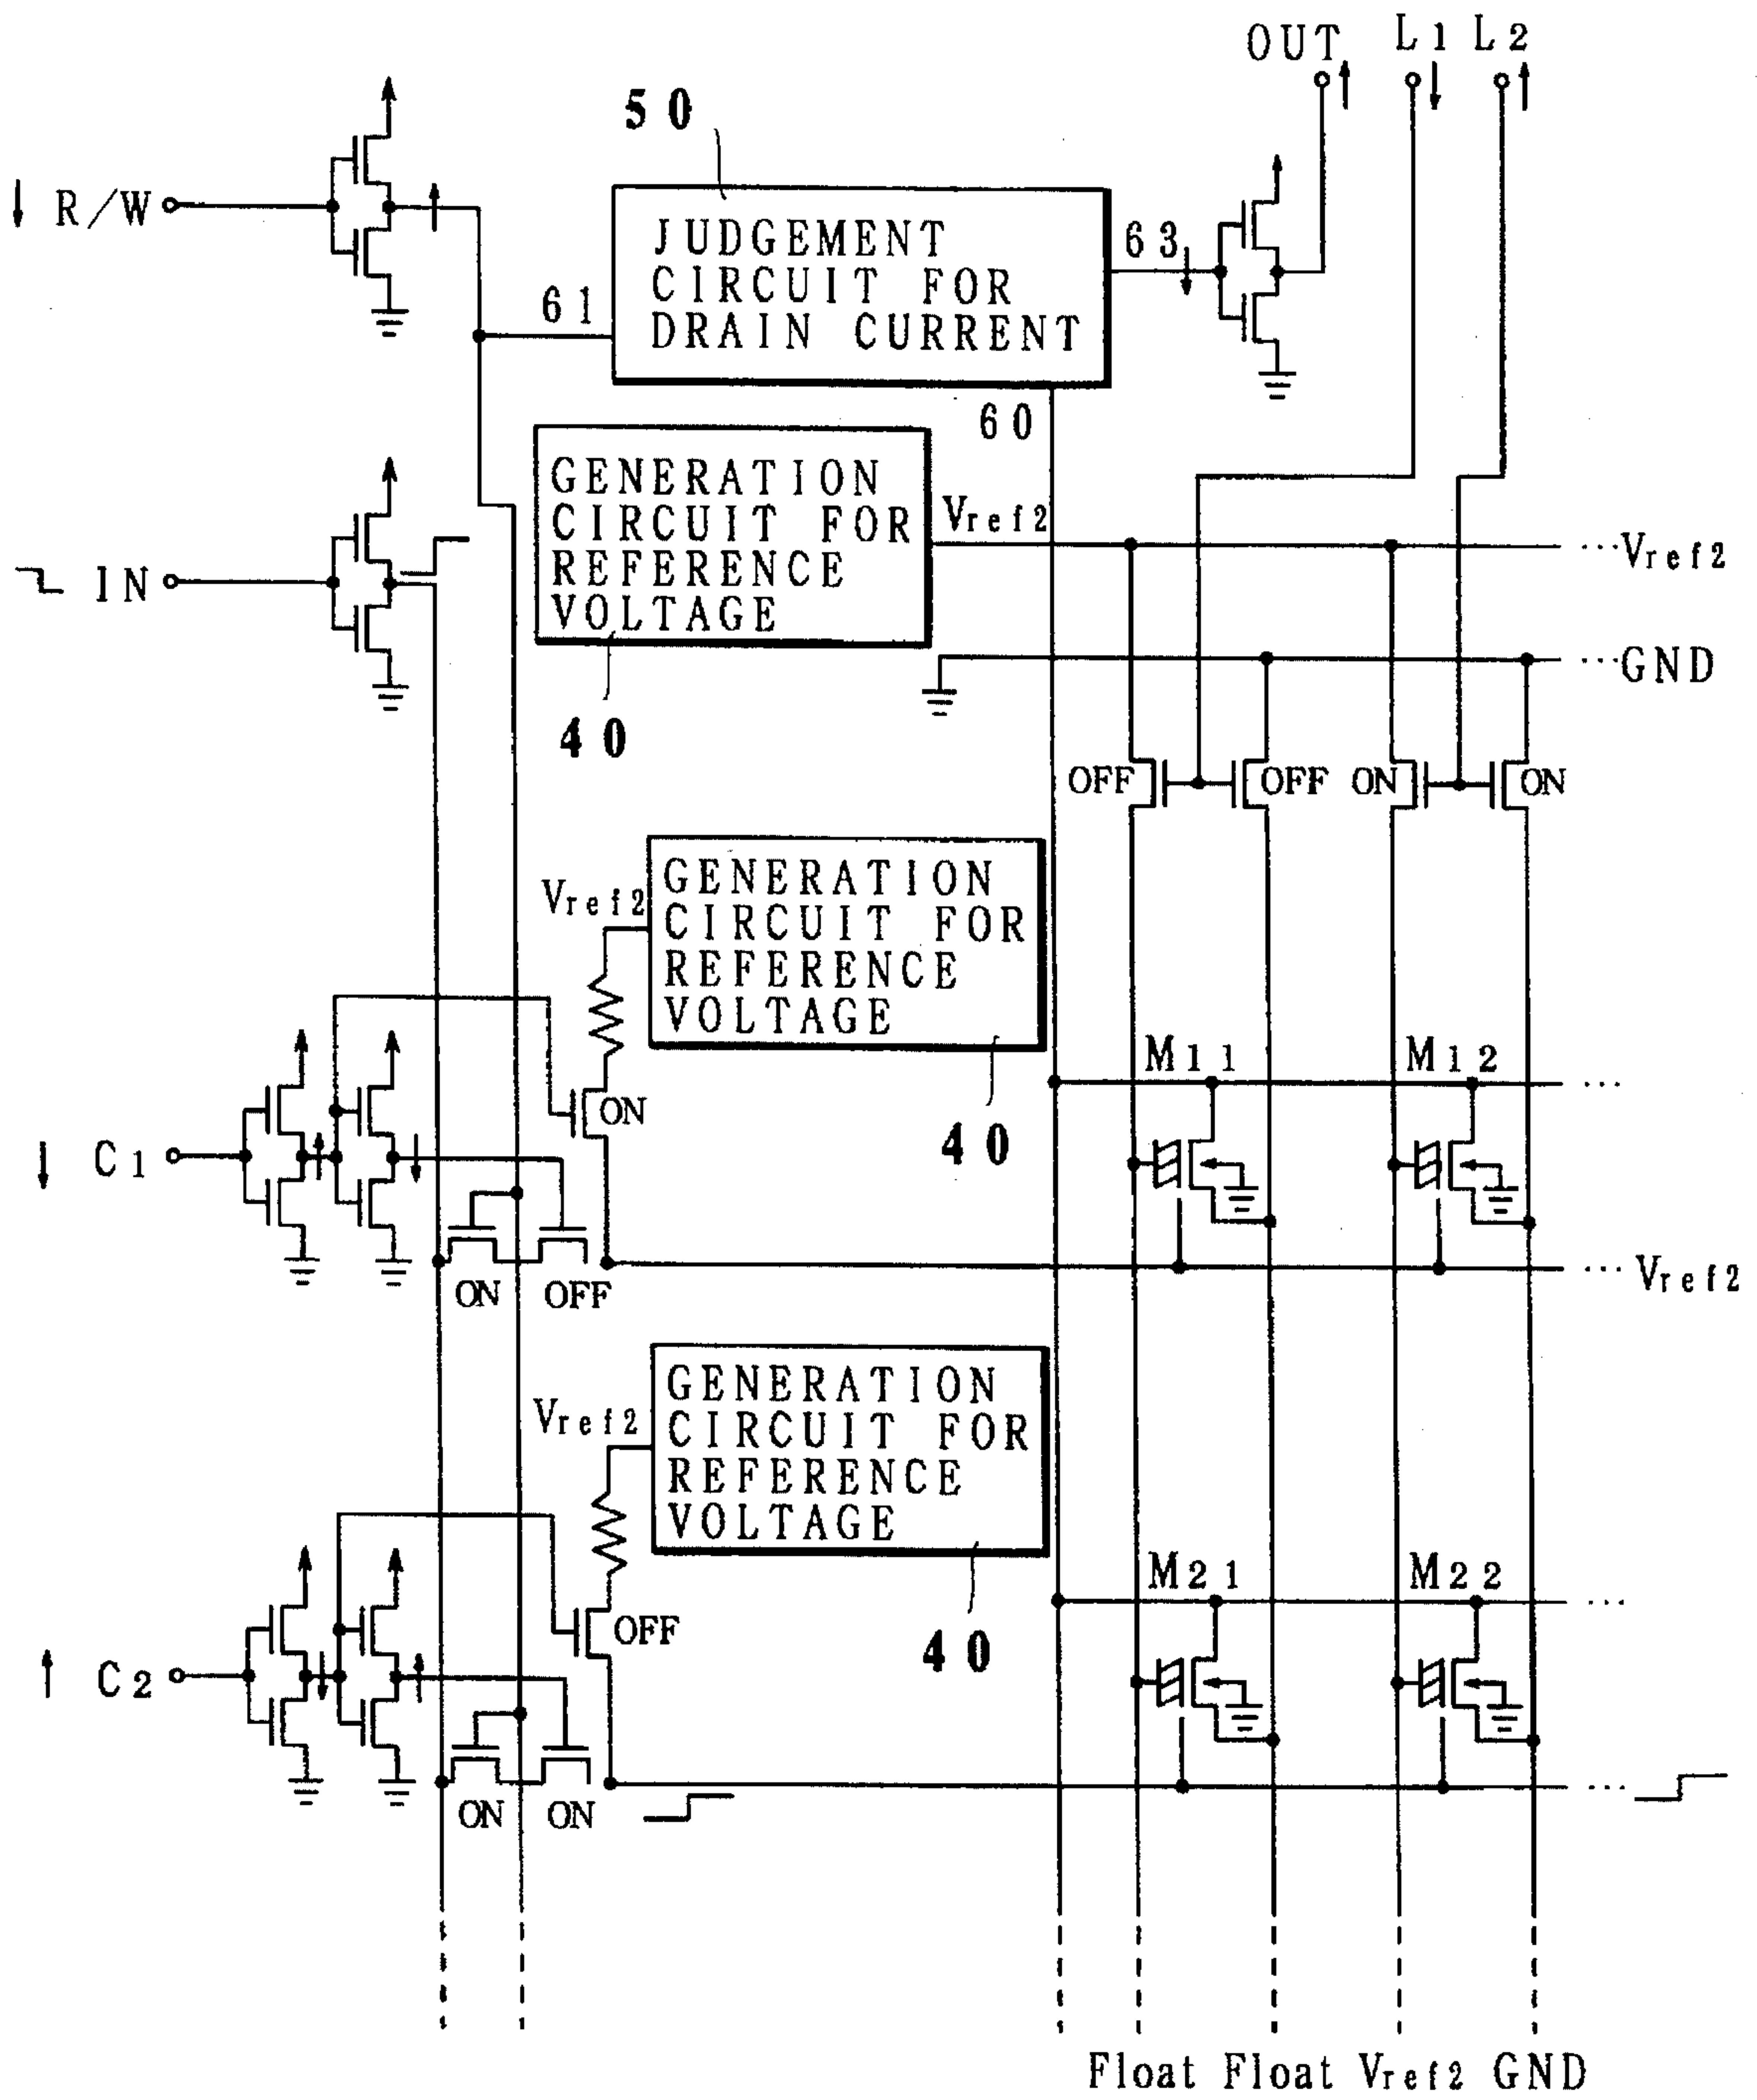 OUT L1 L2
50
R/W
JUDGEMENT
CIRCUIT FOR
DRAIN CURRENT
63
61
60
GENERATION
CIRCUIT FOR
REFERENCE
VOLTAGE
Vref2
...Vref2
IN
...GND
40
OFF OFF ON ON
GENERATION
CIRCUIT FOR
REFERENCE
VOLTAGE
Vref2
M11 M12
...
ON
40
C1
ON OFF
... Vref2
GENERATION
CIRCUIT FOR
REFERENCE
VOLTAGE
Vref2
M21 M22
...
OFF
40
C2
ON ON
...
Float Float Vref2 GND